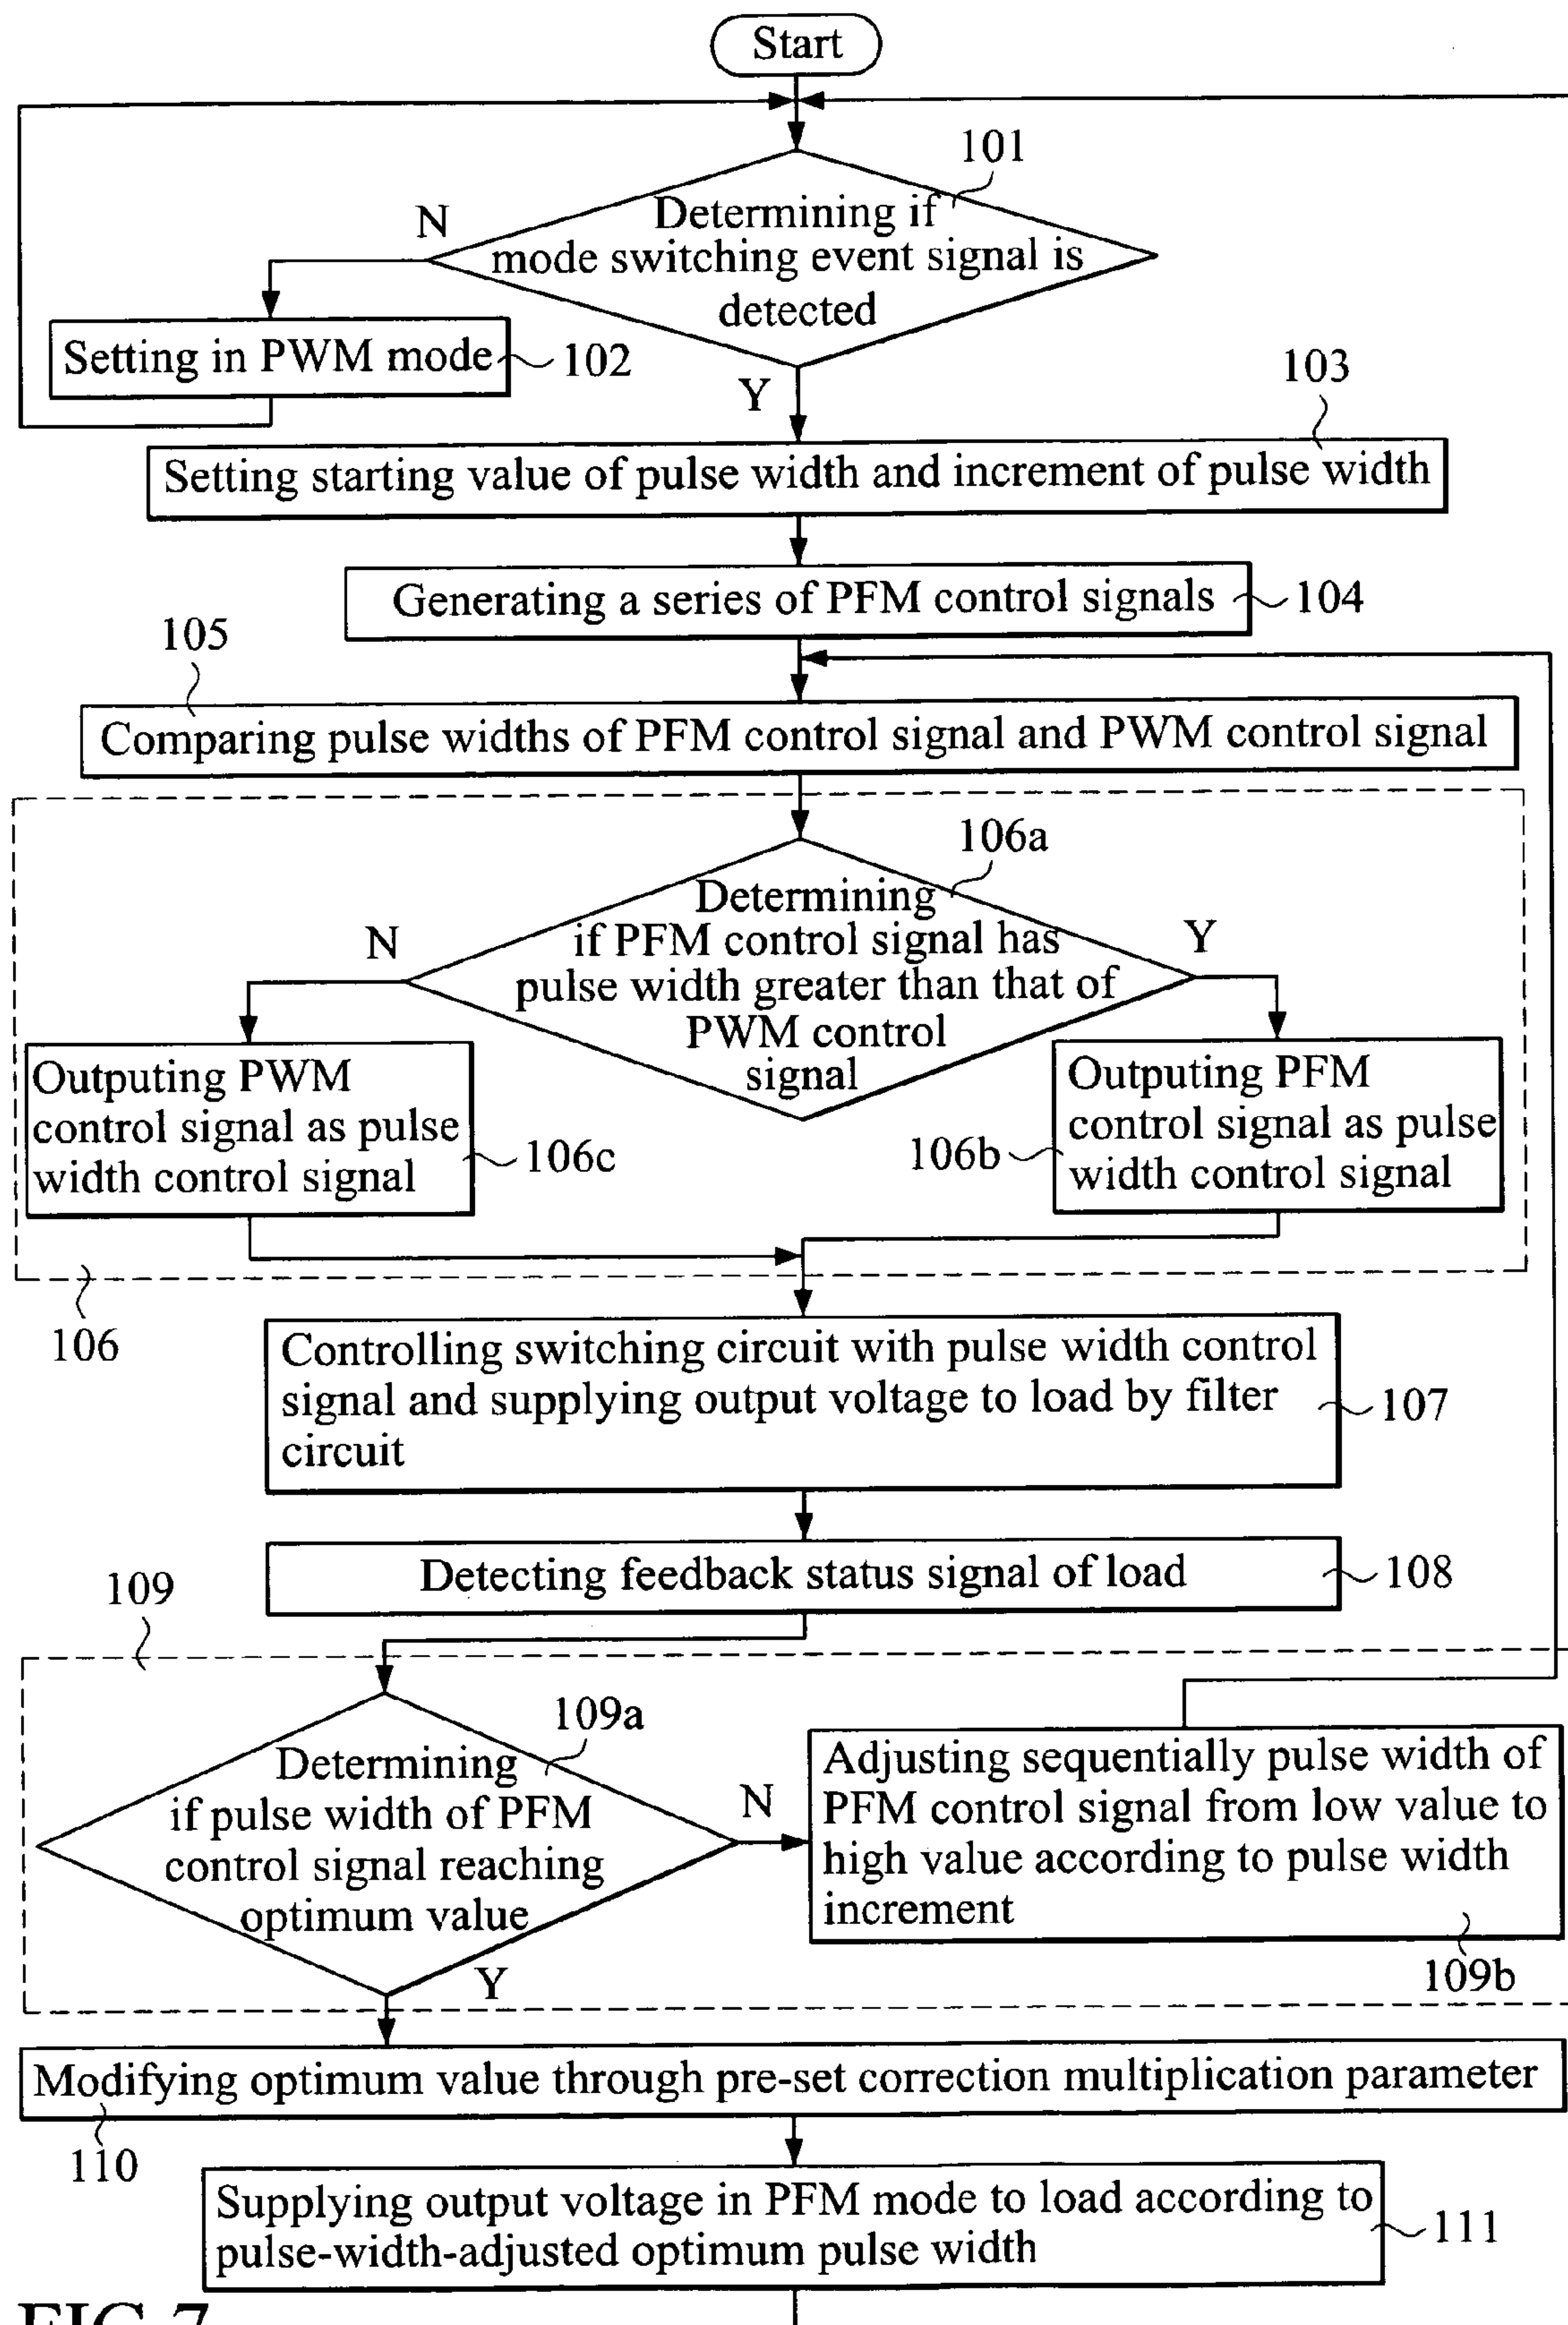 Start
101
N
Determining if
mode switching event signal is
detected
Setting in PWM mode
102
Y
103
Setting starting value of pulse width and increment of pulse width
Generating a series of PFM control signals
104
105
Comparing pulse widths of PFM control signal and PWM control signal
106a
N
Determining
if PFM control signal has
pulse width greater than that of
PWM control
signal
Y
Outputing PWM
control signal as pulse
width control signal
106c
106b
Outputing PFM
control signal as pulse
width control signal
106
Controlling switching circuit with pulse width control
signal and supplying output voltage to load by filter
circuit
107
Detecting feedback status signal of load
108
109
109a
Determining
if pulse width of PFM
control signal reaching
optimum value
N
Adjusting sequentially pulse width of
PFM control signal from low value to
high value according to pulse width
increment
109b
Y
Modifying optimum value through pre-set correction multiplication parameter
110
Supplying output voltage in PFM mode to load according to
pulse-width-adjusted optimum pulse width
111
FIG.7